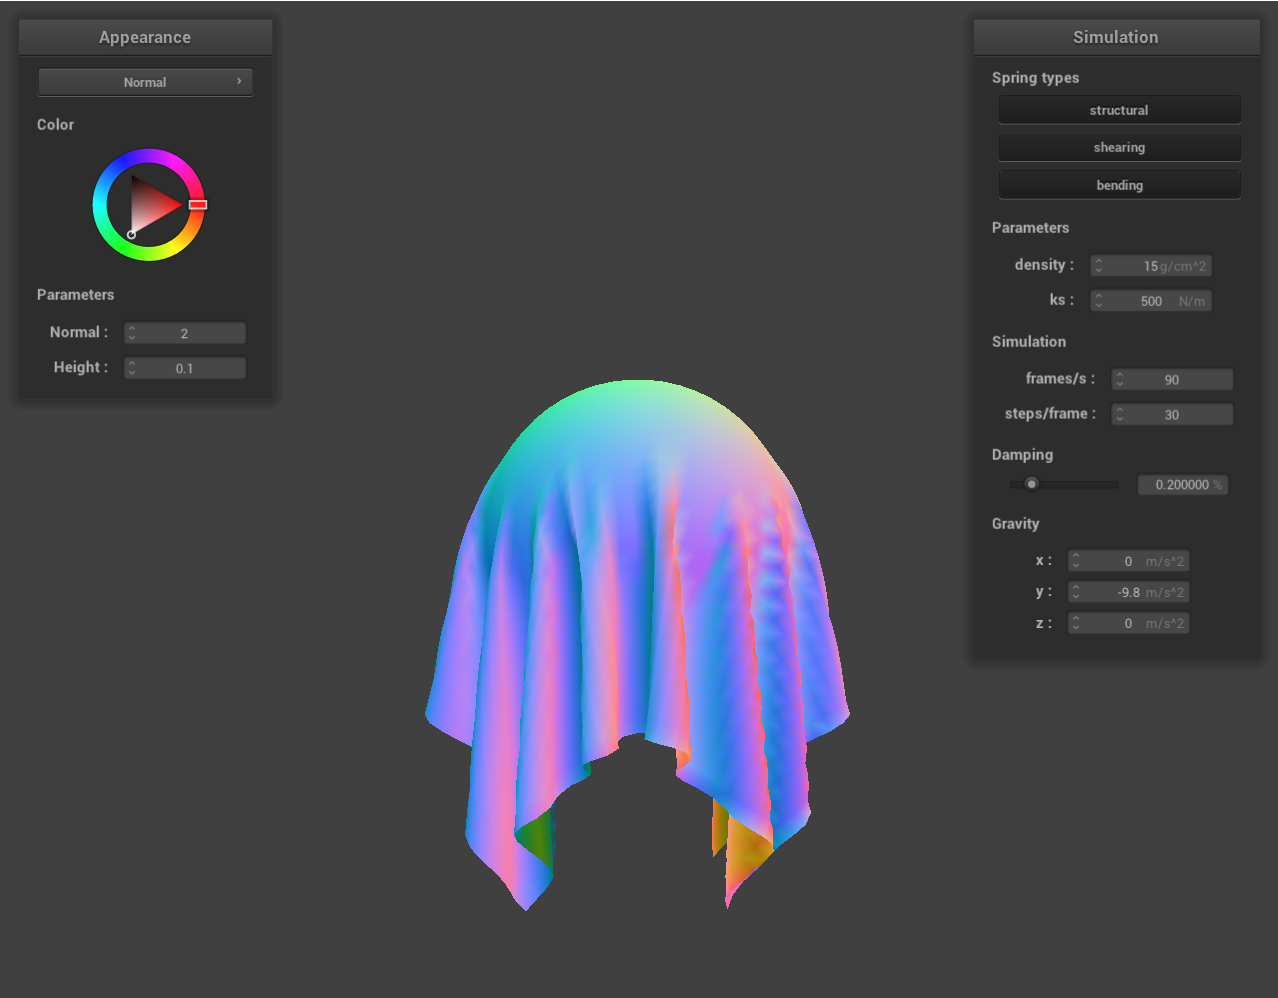 Appearance
Normal
Color
Parameters
Normal : 2
Height : 0.1
Simulation
Spring types
structural
shearing
bending
Parameters
density : 15 g/cm^2
ks : 500 N/m
Simulation
frames/s : 90
steps/frame : 30
Damping
0.200000 %
Gravity
x : 0 m/s^2
y : -9.8 m/s^2
z : 0 m/s^2